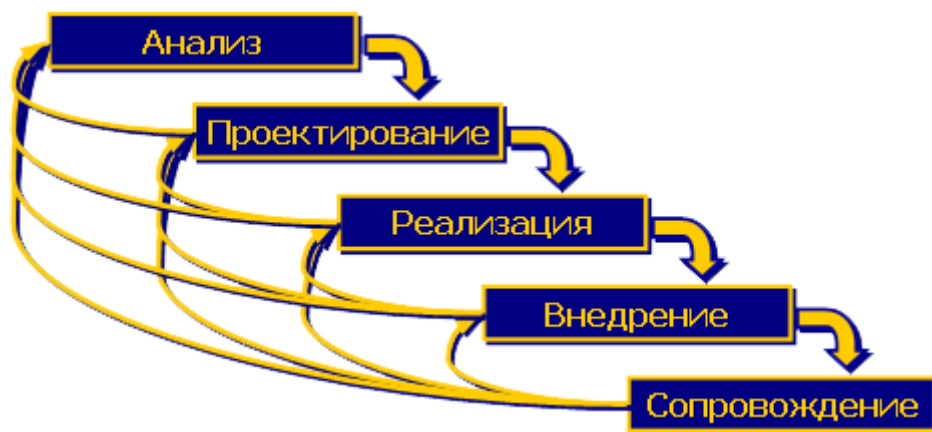 Анализ
Проектирование
Реализация
Внедрение
Сопровождение